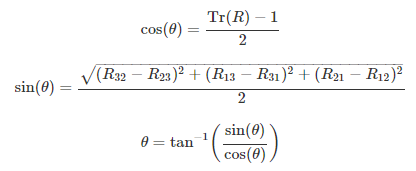 cos(θ) = (Tr(R) − 1) / 2
sin(θ) = √((R₃₂ − R₂₃)² + (R₁₃ − R₃₁)² + (R₂₁ − R₁₂)²) / 2
θ = tan⁻¹(sin(θ) / cos(θ))